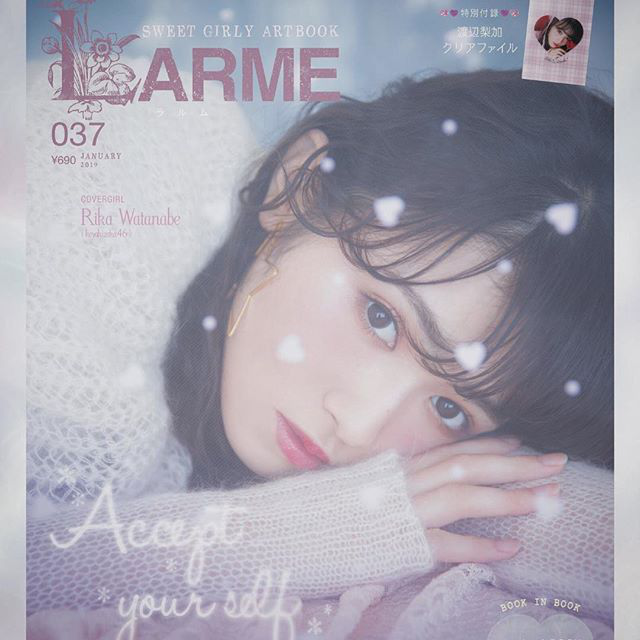 SWEET GIRLY ARTBOOK
LARME
ラルム
037
¥690 JANUARY
2019
COVERGIRL
Rika Watanabe
(keyakizaka46)
特別付録
渡辺梨加
クリアファイル
Accept
your self
BOOK IN BOOK